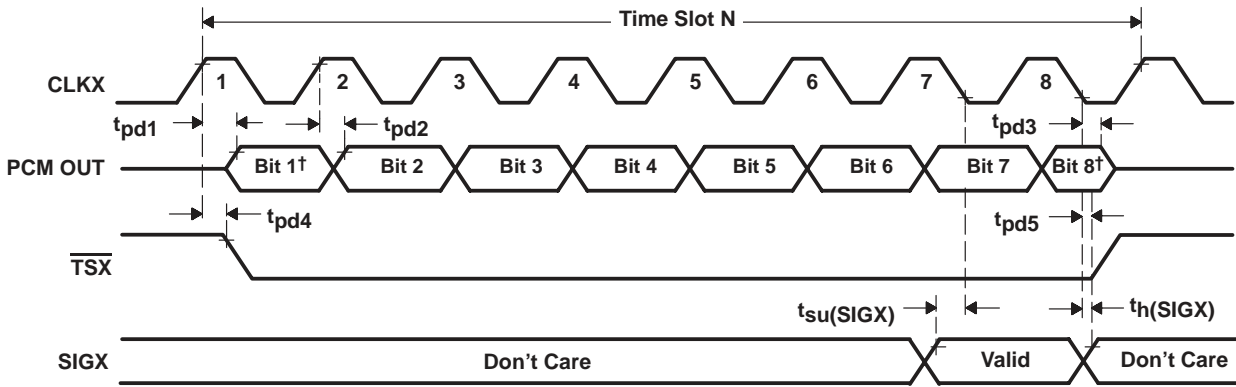 Time Slot N
CLKX 1 2 3 4 5 6 7 8
tpd1 tpd2 tpd3
PCM OUT Bit 1† Bit 2 Bit 3 Bit 4 Bit 5 Bit 6 Bit 7 Bit 8†
tpd4 tpd5
TSX
tsu(SIGX) th(SIGX)
SIGX Don't Care Valid Don't Care